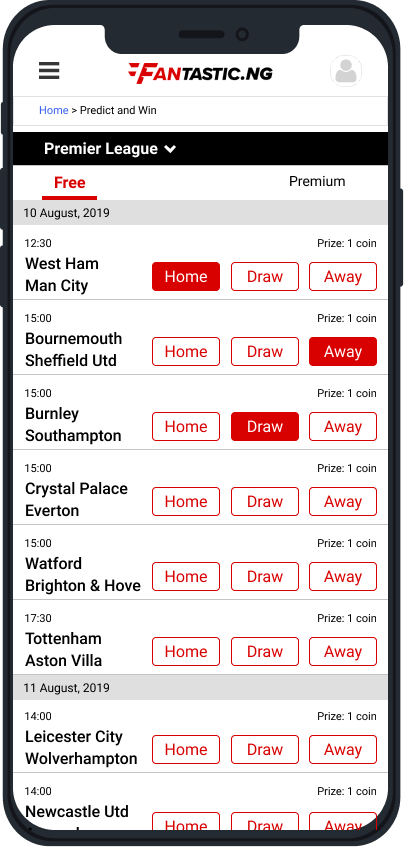 FANTASTIC.NG
Home > Predict and Win
Premier League
Free Premium
10 August, 2019
12:30 Prize: 1 coin
West Ham
Man City
Home Draw Away
15:00 Prize: 1 coin
Bournemouth
Sheffield Utd
Home Draw Away
15:00 Prize: 1 coin
Burnley
Southampton
Home Draw Away
15:00 Prize: 1 coin
Crystal Palace
Everton
Home Draw Away
15:00 Prize: 1 coin
Watford
Brighton & Hove
Home Draw Away
17:30 Prize: 1 coin
Tottenham
Aston Villa
Home Draw Away
11 August, 2019
14:00 Prize: 1 coin
Leicester City
Wolverhampton
Home Draw Away
14:00 Prize: 1 coin
Newcastle Utd
Home Draw Away